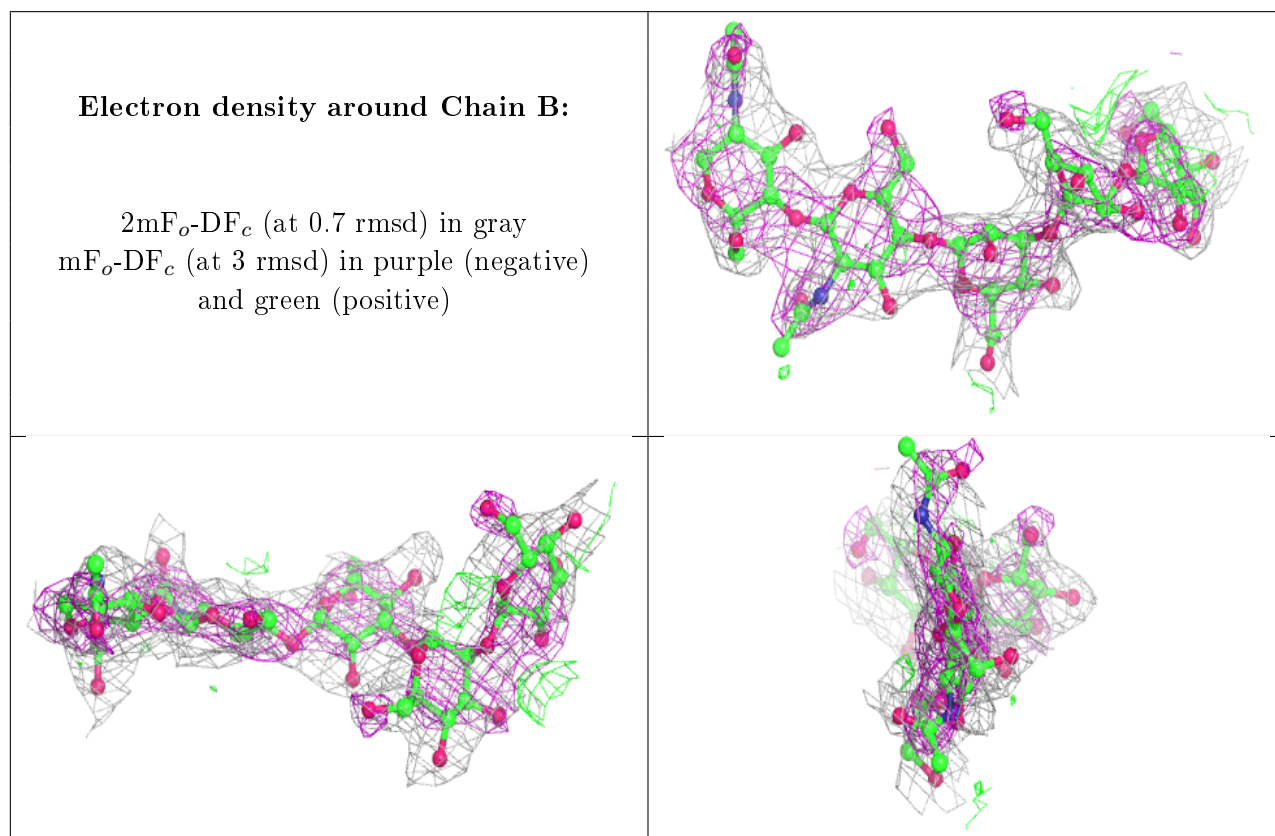 Electron density around Chain B:
2mFo-DFc (at 0.7 rmsd) in gray
mFo-DFc (at 3 rmsd) in purple (negative)
and green (positive)